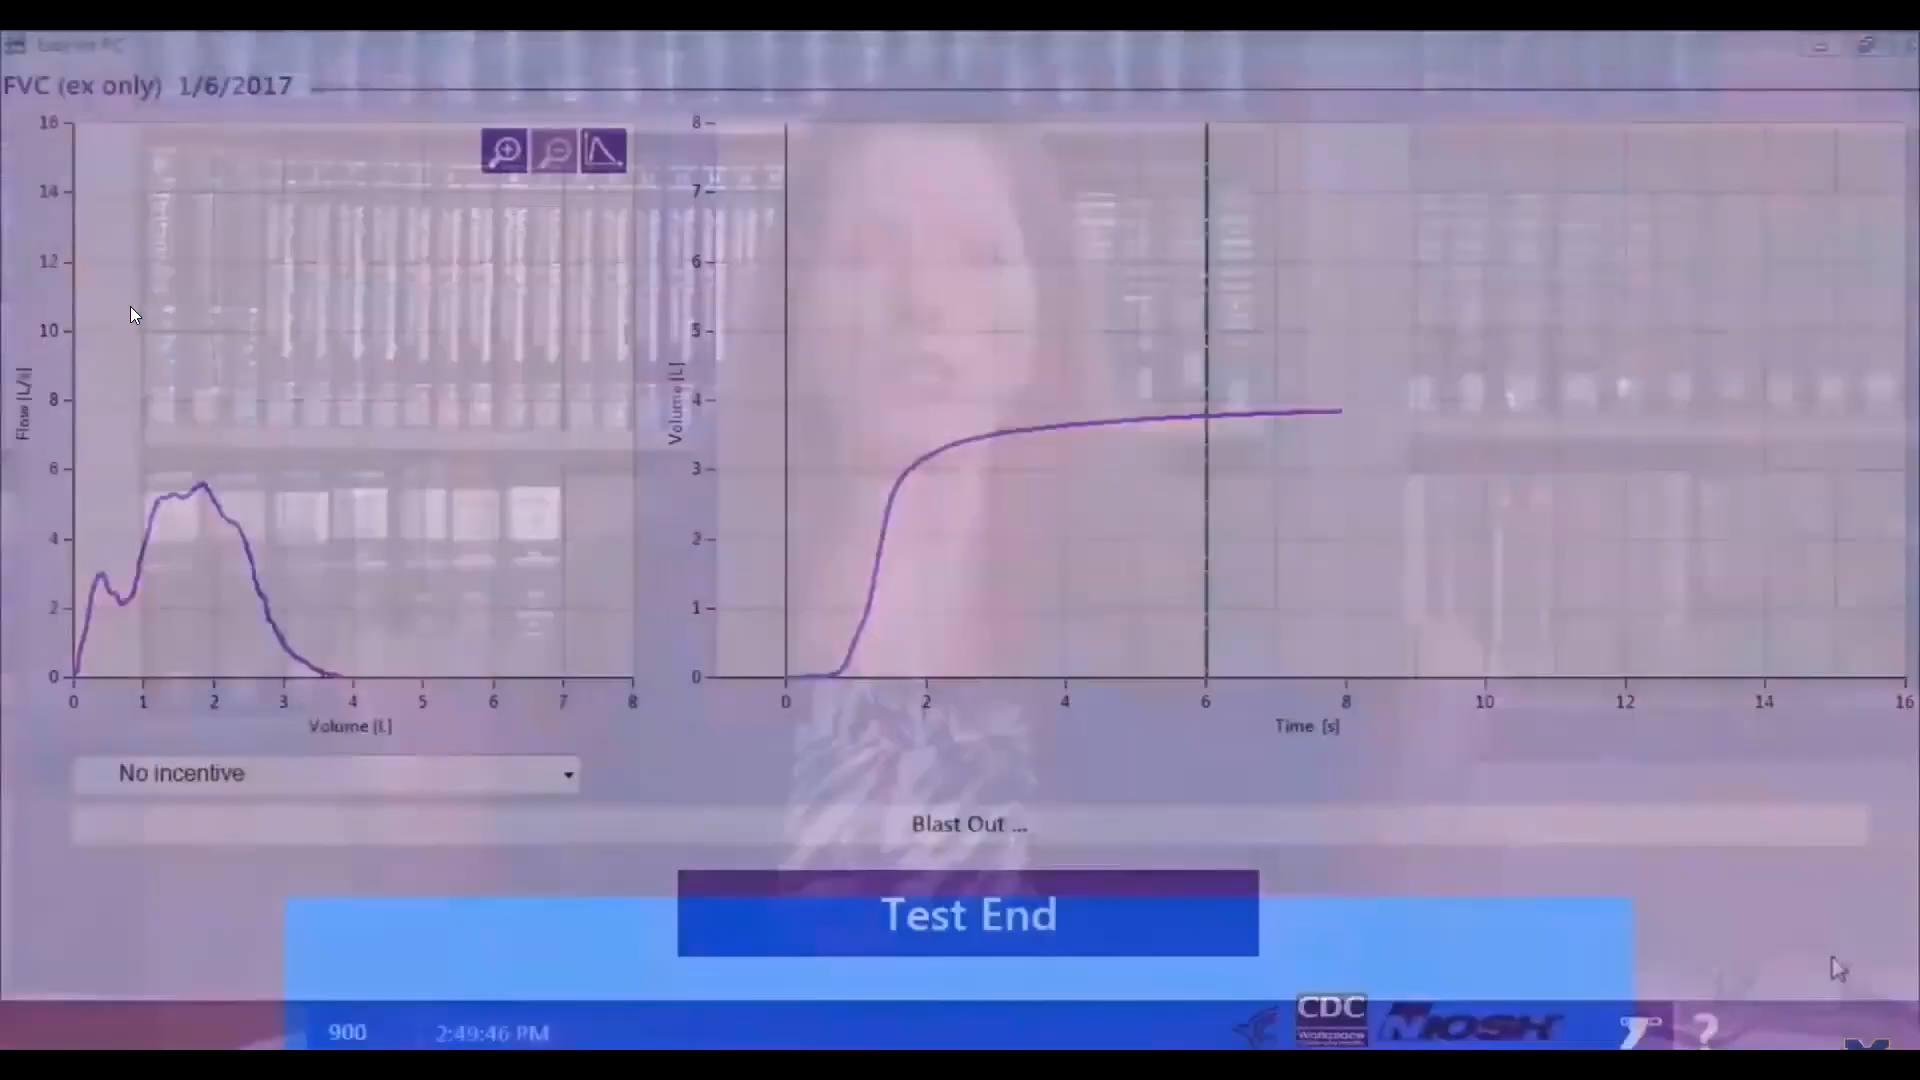 EasyOne PC
FVC (ex only) 1/6/2017
16
14
12
10
8
6
4
2
0
Flow [L/s]
0 1 2 3 4 5 6 7 8
Volume [L]
8
7
6
5
4
3
2
1
0
Volume [L]
0 2 4 6 8 10 12 14 16
Time [s]
No incentive
Blast Out ...
Test End
900 2:49:46 PM
CDC
Workplace
NIOSH
?